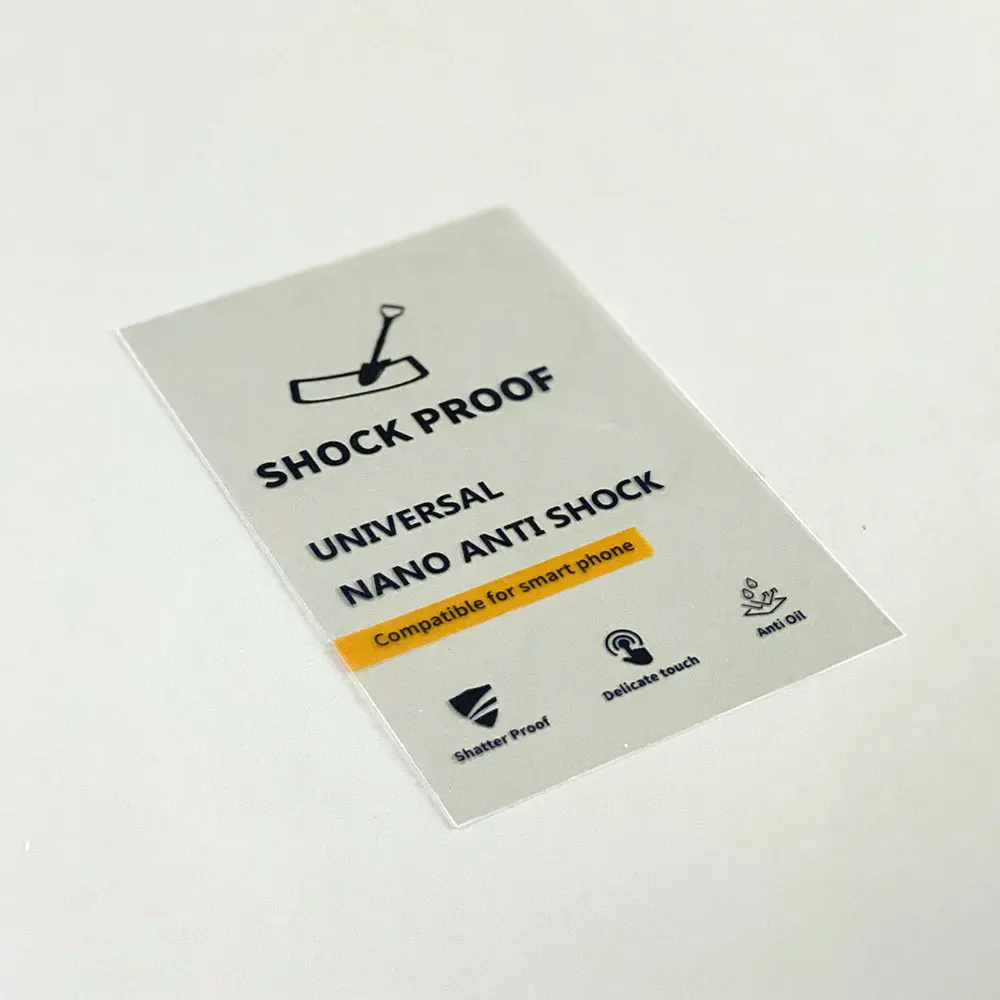 SHOCK PROOF
UNIVERSAL
NANO ANTI SHOCK
Compatible for smart phone
Shatter Proof
Delicate touch
Anti Oil